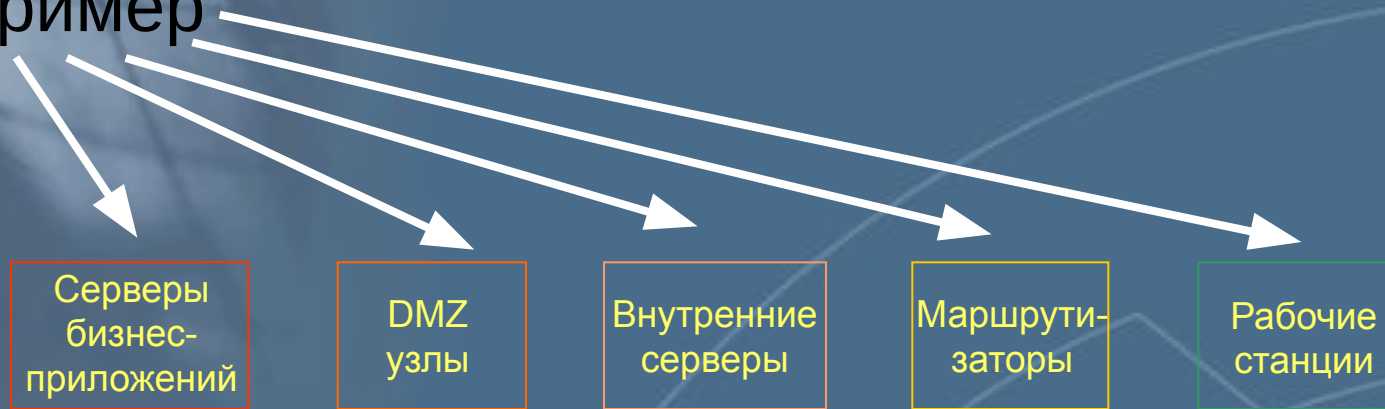 ример
Серверы
бизнес-
приложений
DMZ
узлы
Внутренние
серверы
Маршрути-
заторы
Рабочие
станции